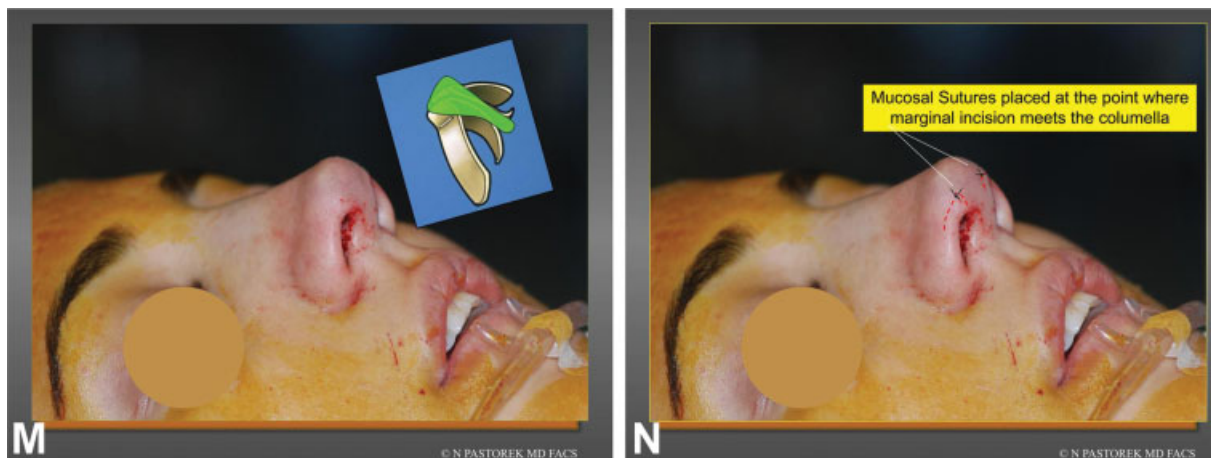 M
© N PASTOREK MD FACS
Mucosal Sutures placed at the point where
marginal incision meets the columella
N
© N PASTOREK MD FACS